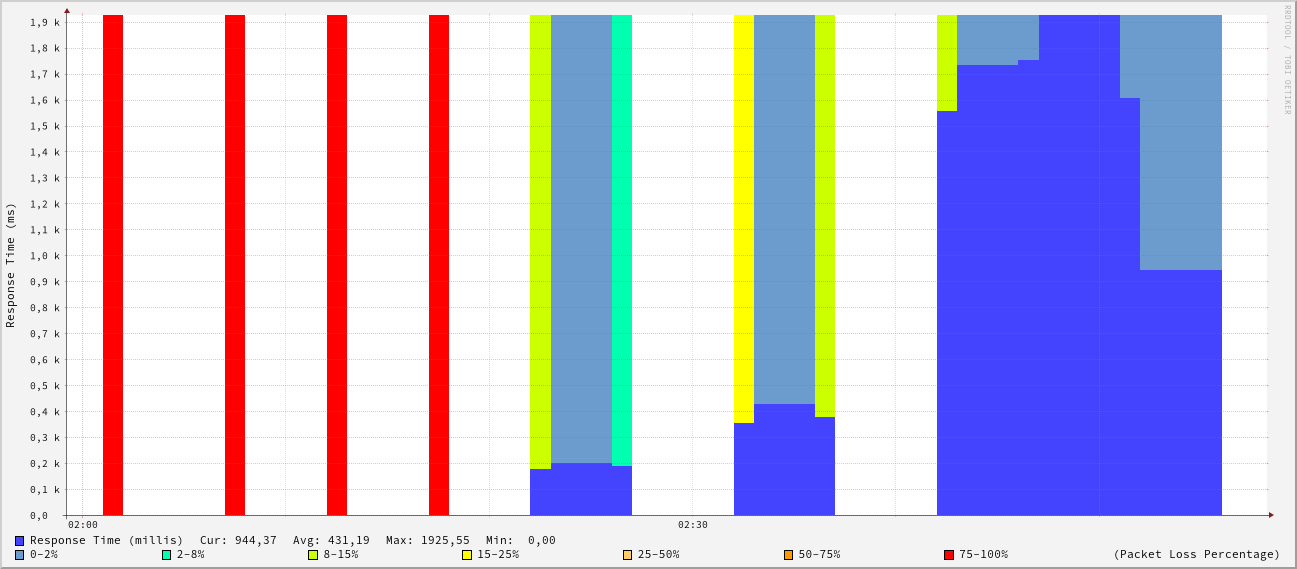 RRDTOOL / TOBI OETIKER
Response Time (ms)
1,9 k
1,8 k
1,7 k
1,6 k
1,5 k
1,4 k
1,3 k
1,2 k
1,1 k
1,0 k
0,9 k
0,8 k
0,7 k
0,6 k
0,5 k
0,4 k
0,3 k
0,2 k
0,1 k
0,0
02:00 02:30
Response Time (millis) Cur: 944,37 Avg: 431,19 Max: 1925,55 Min: 0,00
0-2% 2-8% 8-15% 15-25% 25-50% 50-75% 75-100% (Packet Loss Percentage)